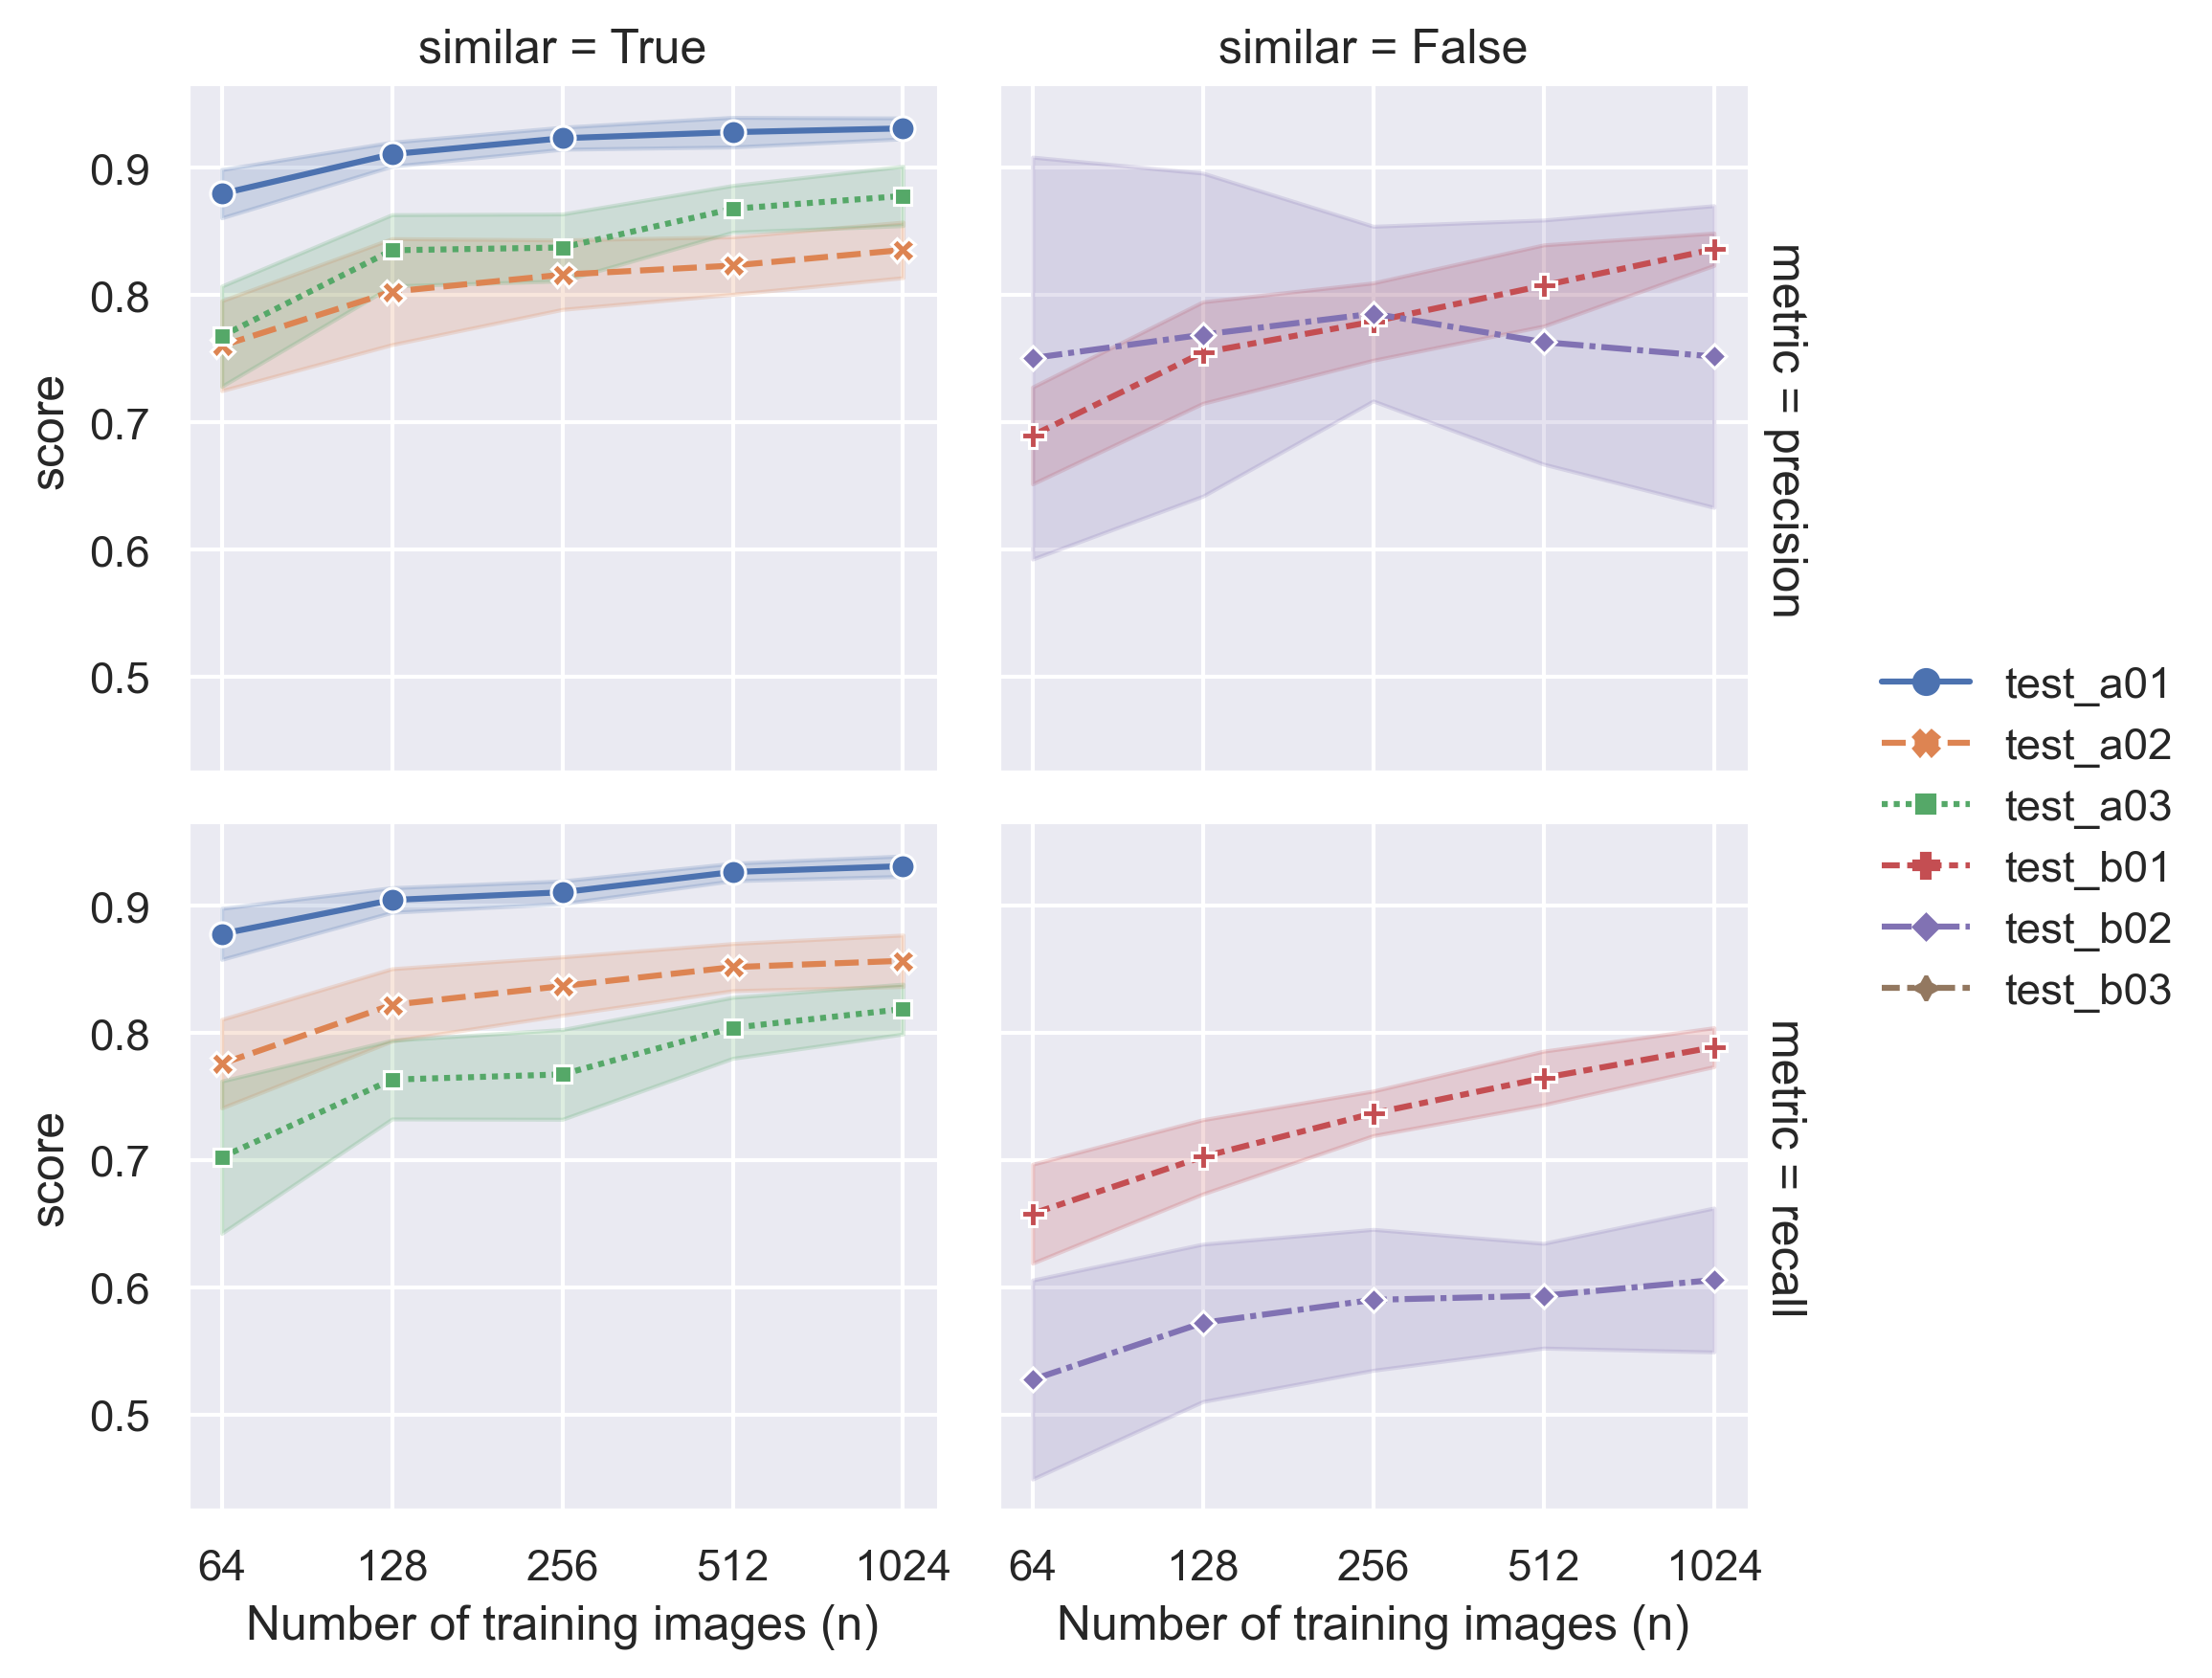 similar = True
similar = False
0.9
0.8
0.7
0.6
0.5
score
metric = precision
0.9
0.8
0.7
0.6
0.5
score
metric = recall
64 128 256 512 1024
64 128 256 512 1024
Number of training images (n)
Number of training images (n)
test_a01
test_a02
test_a03
test_b01
test_b02
test_b03